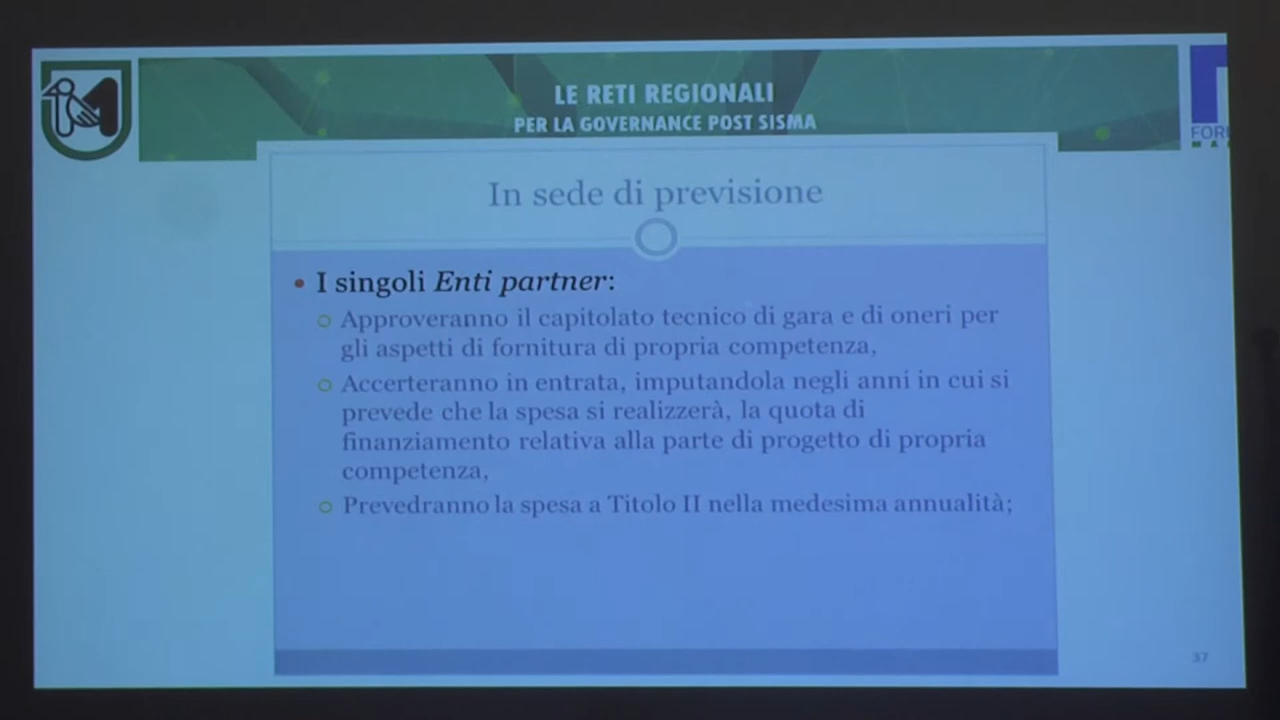 LE RETI REGIONALI
PER LA GOVERNANCE POST SISMA
FOR
In sede di previsione
• I singoli Enti partner:
Approveranno il capitolato tecnico di gara e di oneri per
gli aspetti di fornitura di propria competenza,
Accerteranno in entrata, imputandola negli anni in cui si
prevede che la spesa si realizzerà, la quota di
finanziamento relativa alla parte di progetto di propria
competenza,
Prevedranno la spesa a Titolo II nella medesima annualità;
37